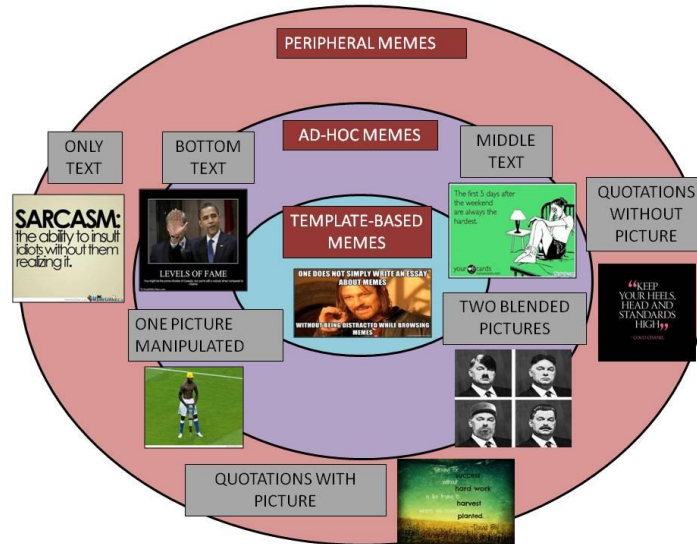 PERIPHERAL MEMES
AD-HOC MEMES
TEMPLATE-BASED
MEMES
ONLY
TEXT
SARCASM:
the ability to insult
idiots without them
realizing it.
BOTTOM
TEXT
LEVELS OF FAME
MIDDLE
TEXT
The first 5 days after
the weekend
are always the
hardest.
your cards
QUOTATIONS
WITHOUT
PICTURE
“KEEP
YOUR HEELS,
HEAD AND
STANDARDS
HIGH„
ONE DOES NOT SIMPLY WRITE AN ESSAY
ABOUT MEMES
WITHOUT BEING DISTRACTED WHILE BROWSING
MEMES
ONE PICTURE
MANIPULATED
TWO BLENDED
PICTURES
QUOTATIONS WITH
PICTURE
success
hard work
harvest
planted.